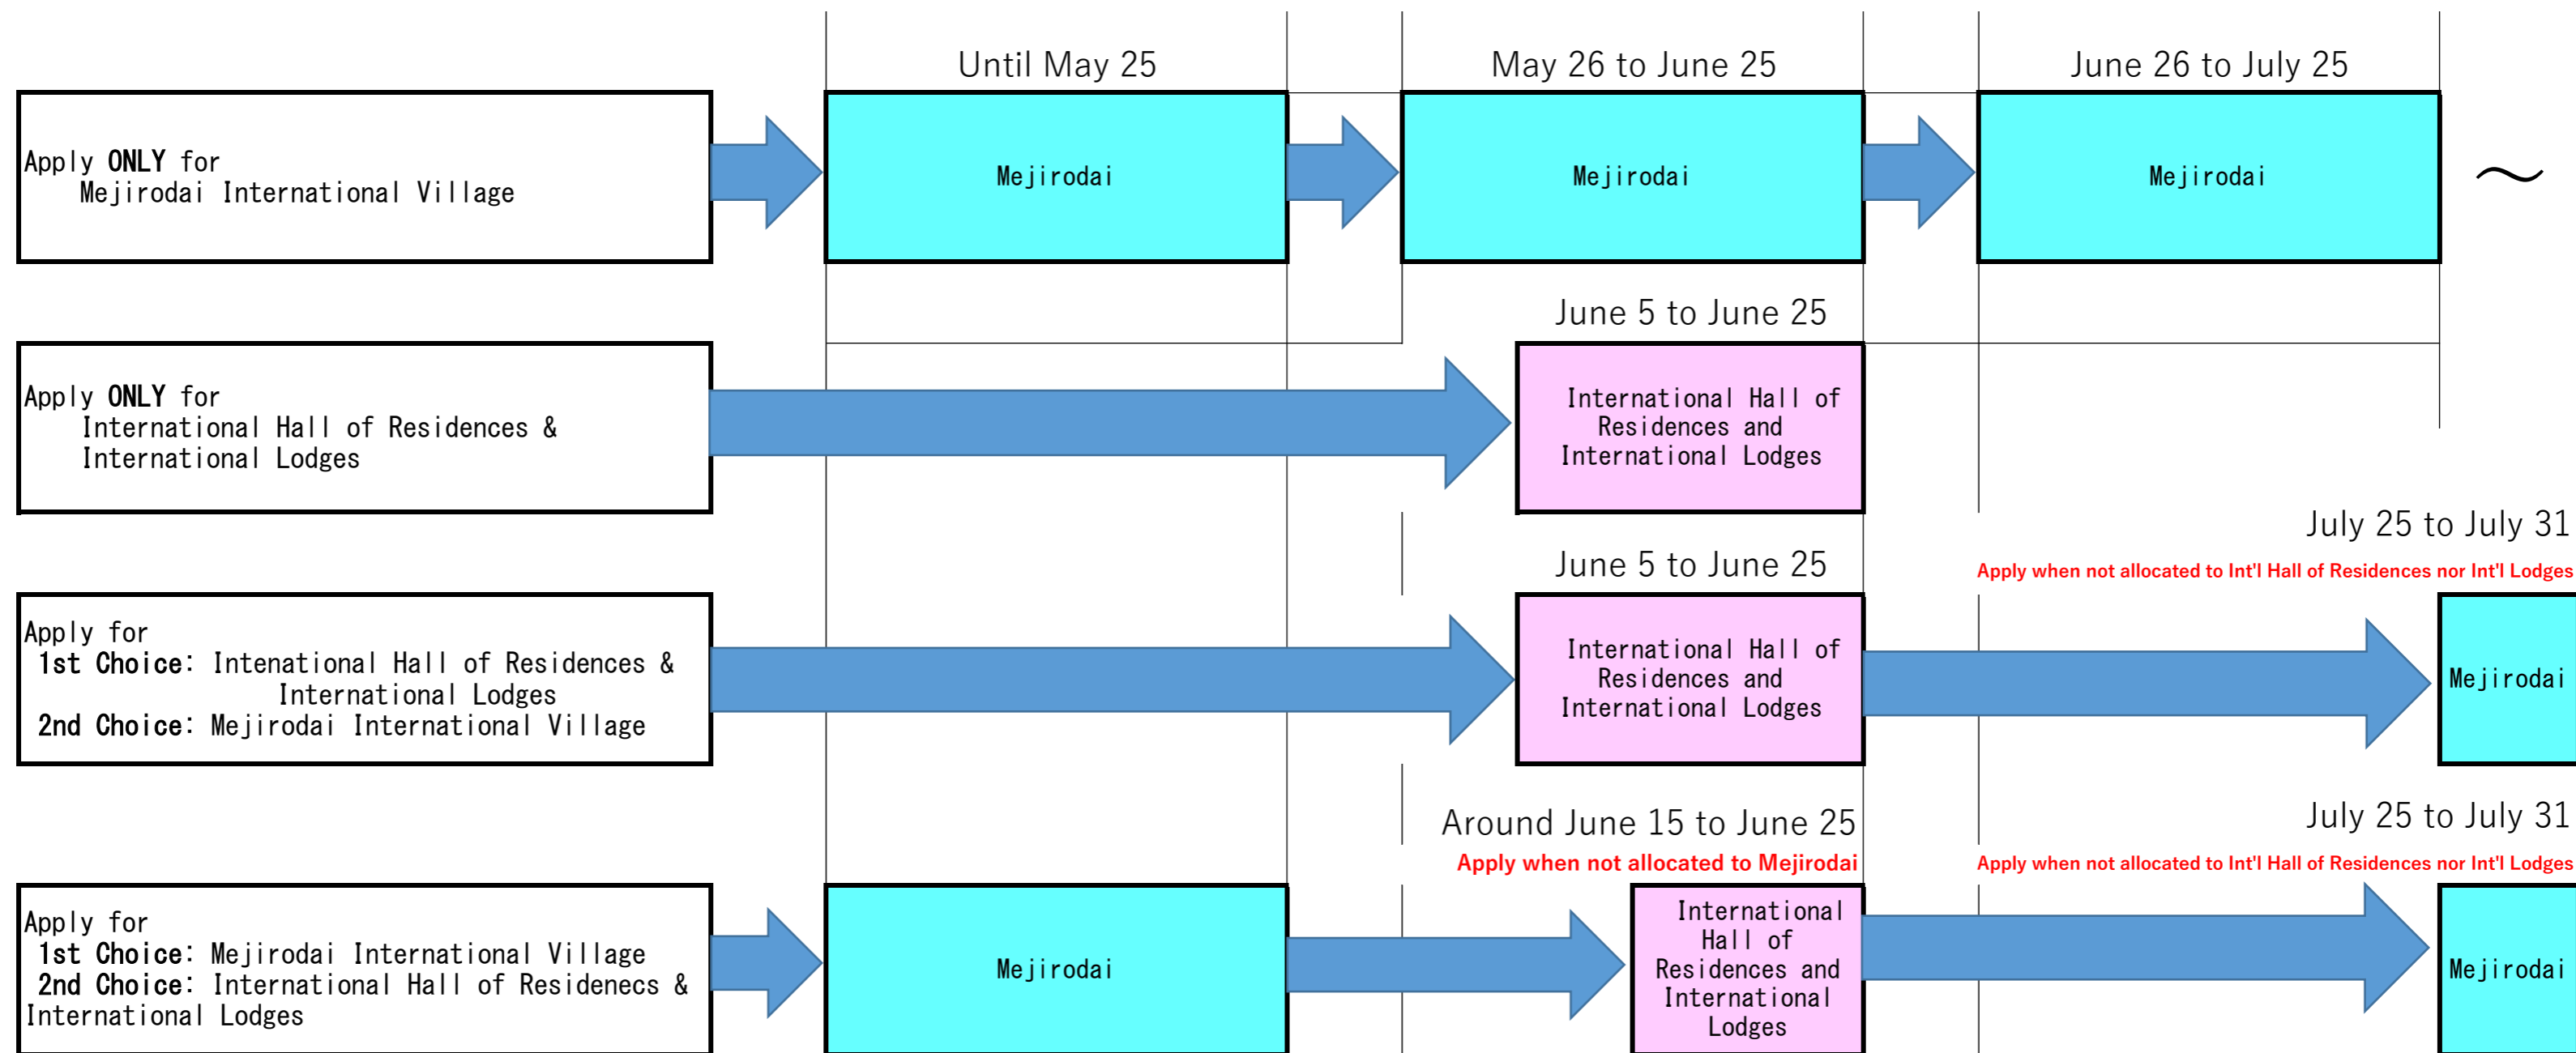 Until May 25
May 26 to June 25
June 26 to July 25
Apply ONLY for
Mejirodai International Village
Mejirodai
Mejirodai
Mejirodai
～
June 5 to June 25
Apply ONLY for
International Hall of Residences &
International Lodges
International Hall of
Residences and
International Lodges
June 5 to June 25
July 25 to July 31
Apply when not allocated to Int'l Hall of Residences nor Int'l Lodges
Apply for
1st Choice: Intenational Hall of Residences &
International Lodges
2nd Choice: Mejirodai International Village
International Hall of
Residences and
International Lodges
Mejirodai
Around June 15 to June 25
Apply when not allocated to Mejirodai
July 25 to July 31
Apply when not allocated to Int'l Hall of Residences nor Int'l Lodges
Apply for
1st Choice: Mejirodai International Village
2nd Choice: International Hall of Residenecs &
International Lodges
Mejirodai
International
Hall of
Residences and
International
Lodges
Mejirodai